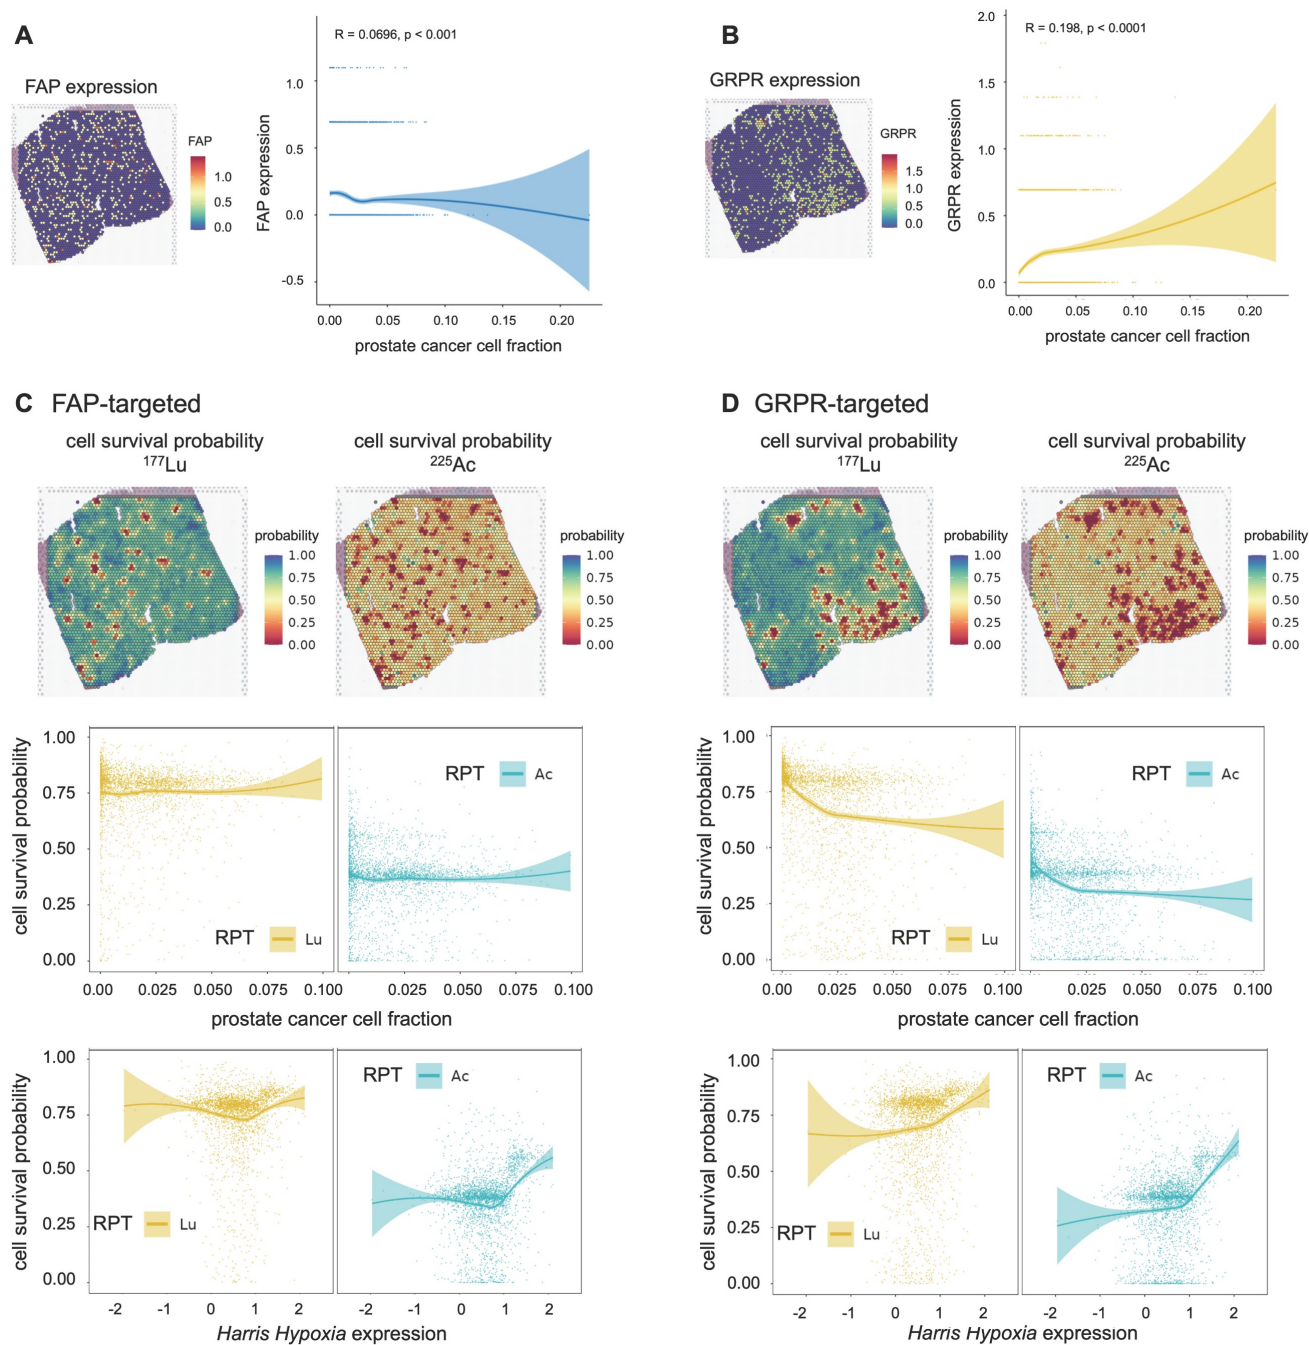 A
FAP expression
FAP
1.0
0.5
0.0
R = 0.0696, p < 0.001
FAP expression
1.0
0.5
0.0
-0.5
0.00 0.05 0.10 0.15 0.20
prostate cancer cell fraction
B
GRPR expression
GRPR
1.5
1.0
0.5
0.0
R = 0.198, p < 0.0001
GRPR expression
2.0
1.5
1.0
0.5
0.0
0.00 0.05 0.10 0.15 0.20
prostate cancer cell fraction
C FAP-targeted
cell survival probability
177Lu
probability
1.00
0.75
0.50
0.25
0.00
cell survival probability
225Ac
probability
1.00
0.75
0.50
0.25
0.00
cell survival probability
1.00
0.75
0.50
0.25
0.00
RPT Lu
RPT Ac
0.00 0.025 0.050 0.075 0.100
0.025 0.050 0.075 0.100
prostate cancer cell fraction
cell survival probability
1.00
0.75
0.50
0.25
0.00
RPT Lu
RPT Ac
-2 -1 0 1 2
-2 -1 0 1 2
Harris Hypoxia expression
D GRPR-targeted
cell survival probability
177Lu
probability
1.00
0.75
0.50
0.25
0.00
cell survival probability
225Ac
probability
1.00
0.75
0.50
0.25
0.00
cell survival probability
1.00
0.75
0.50
0.25
0.00
RPT Lu
RPT Ac
0.00 0.025 0.050 0.075 0.100
0.025 0.050 0.075 0.100
prostate cancer cell fraction
cell survival probability
1.00
0.75
0.50
0.25
0.00
RPT Lu
RPT Ac
-2 -1 0 1 2
-2 -1 0 1 2
Harris Hypoxia expression